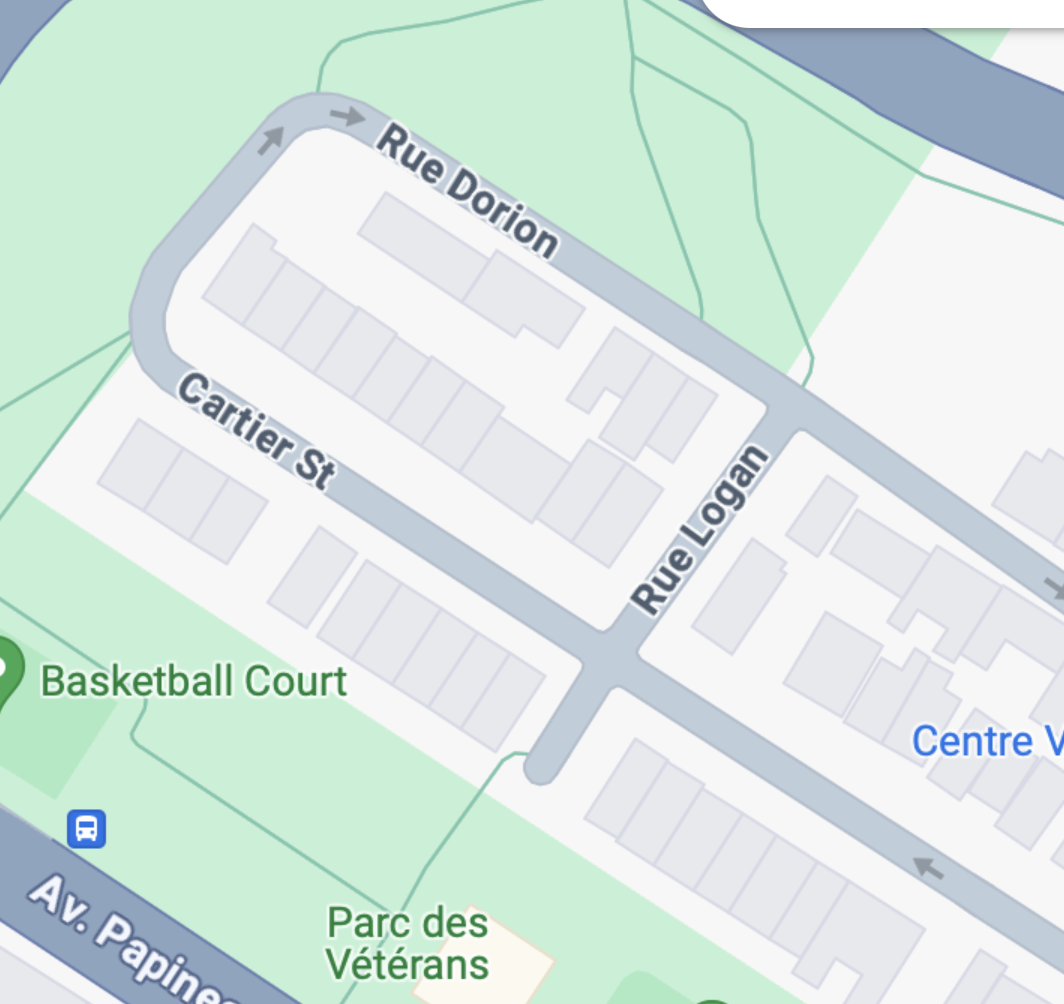 Rue Dorion
Cartier St
Rue Logan
Basketball Court
Centre V
Av. Papine
Parc des
Vétérans